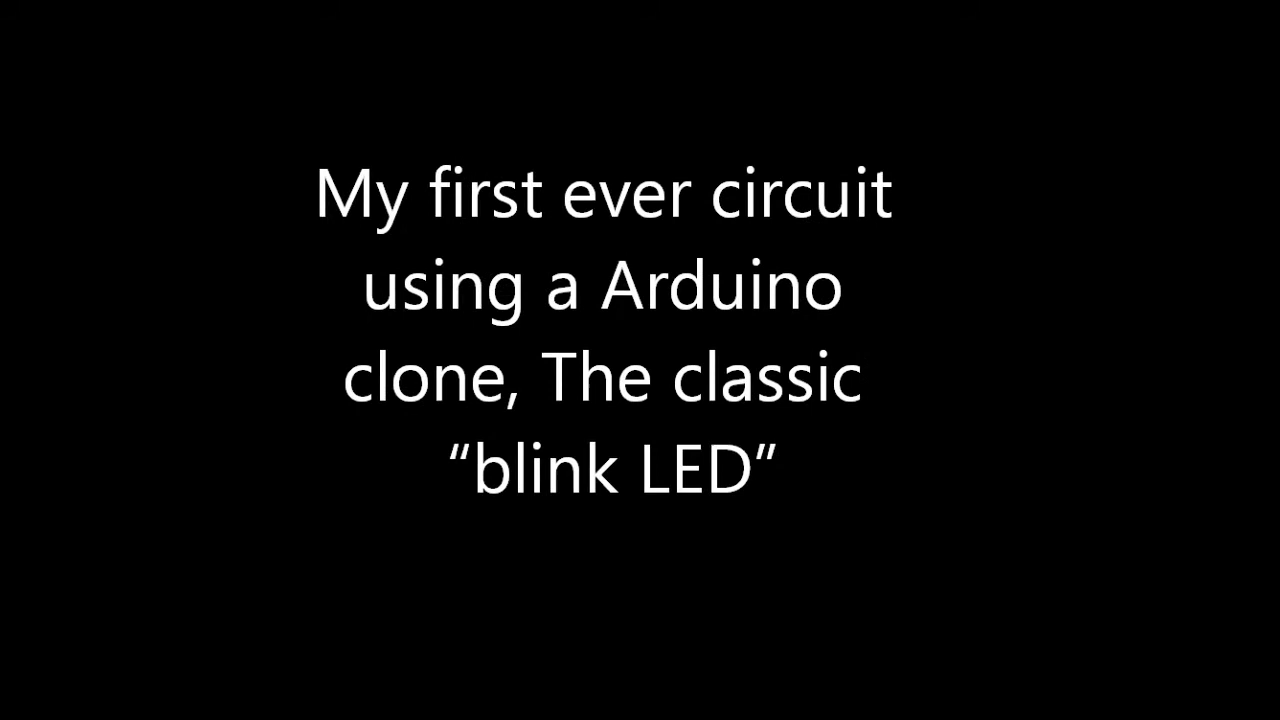 My first ever circuit
using a Arduino
clone, The classic
“blink LED”